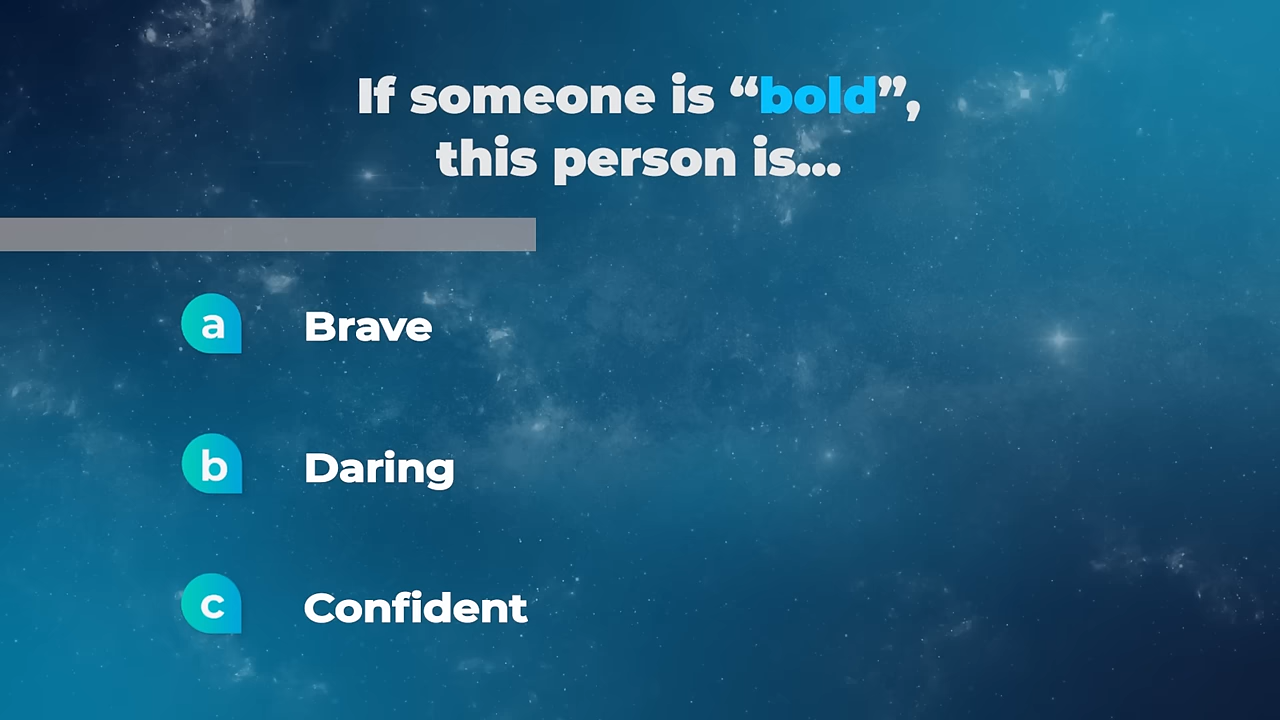 If someone is “bold”,
this person is...
a Brave
b Daring
c Confident